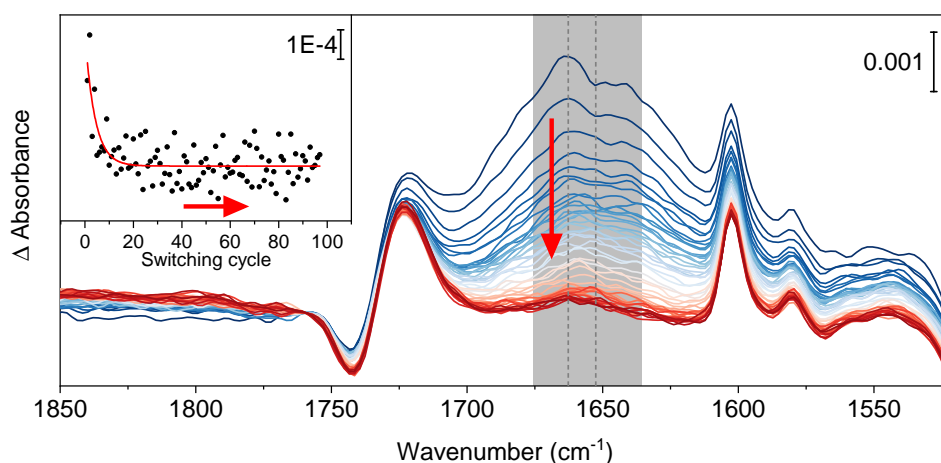 1E-4
0.001
0 20 40 60 80 100
Switching cycle
Δ Absorbance
1850 1800 1750 1700 1650 1600 1550
Wavenumber (cm⁻¹)